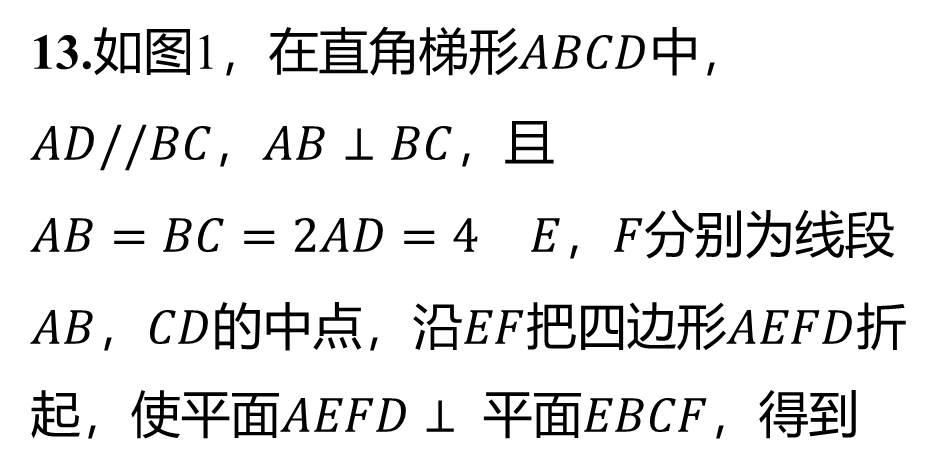 13.如图1，在直角梯形ABCD中，
AD//BC，AB ⊥ BC，且
AB = BC = 2AD = 4 E，F分别为线段
AB，CD的中点，沿EF把四边形AEFD折
起，使平面AEFD ⊥ 平面EBCF，得到